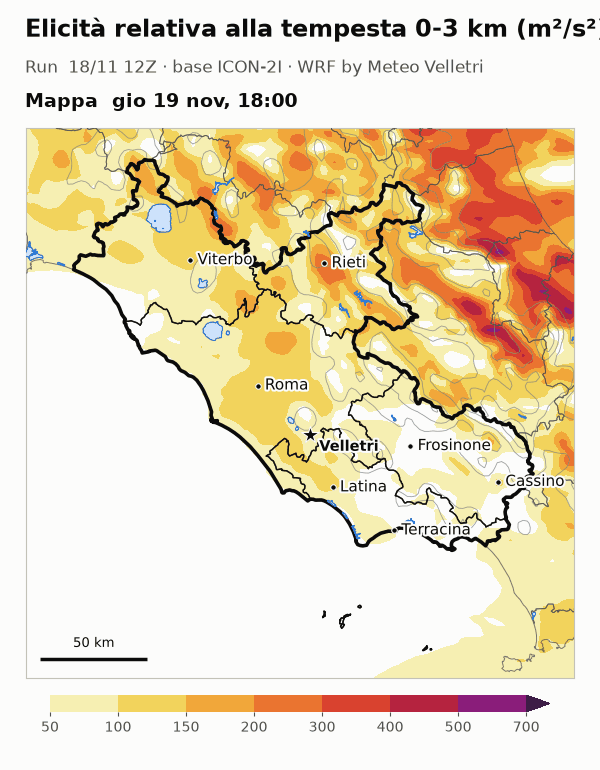 Elicità relativa alla tempesta 0-3 km (m²/s²)
Run 18/11 12Z · base ICON-2I · WRF by Meteo Velletri
Mappa gio 19 nov, 18:00
Viterbo
Rieti
Roma
Velletri
Frosinone
Cassino
Latina
Terracina
50 km
50 100 150 200 300 400 500 700